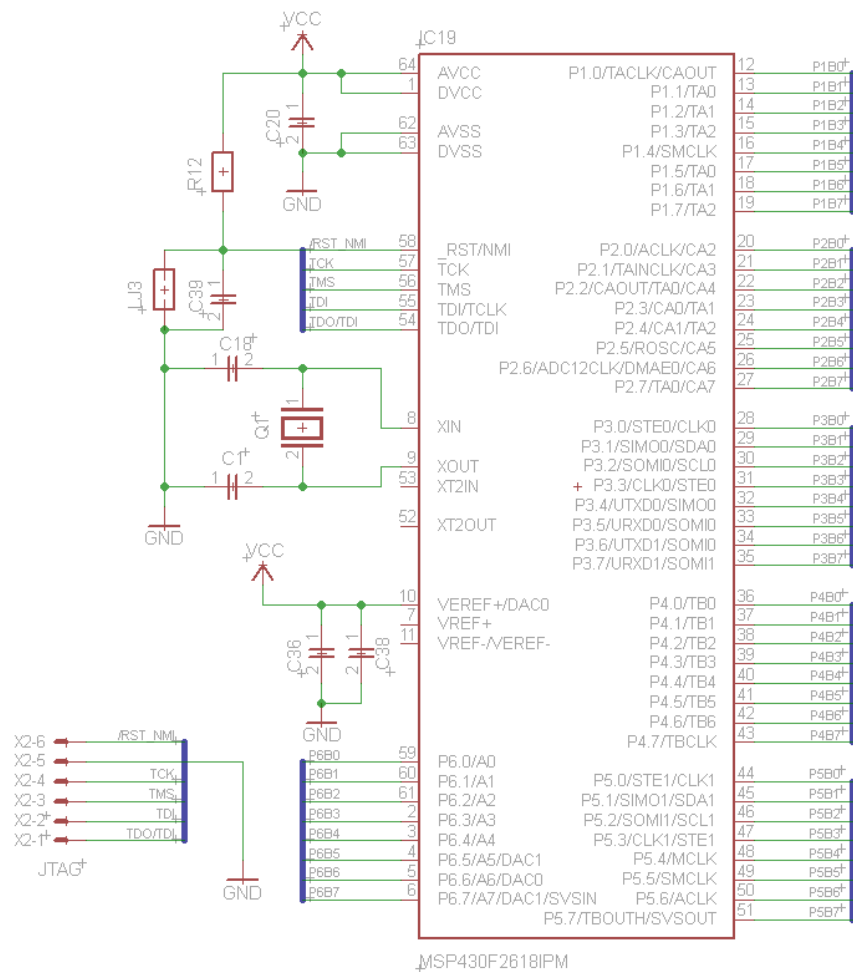 VCC
IC19
64 AVCC P1.0/TACLK/CAOUT 12 P1B0
1 DVCC P1.1/TA0 13 P1B1
P1.2/TA1 14 P1B2
62 AVSS P1.3/TA2 15 P1B3
63 DVSS P1.4/SMCLK 16 P1B4
P1.5/TA0 17 P1B5
P1.6/TA1 18 P1B6
P1.7/TA2 19 P1B7
C20 1 2
R12
GND
/RST_NMI 58 _RST/NMI P2.0/ACLK/CA2 20 P2B0
TCK 57 TCK P2.1/TAINCLK/CA3 21 P2B1
TMS 56 TMS P2.2/CAOUT/TA0/CA4 22 P2B2
TDI 55 TDI/TCLK P2.3/CA0/TA1 23 P2B3
TDO/TDI 54 TDO/TDI P2.4/CA1/TA2 24 P2B4
P2.5/ROSC/CA5 25 P2B5
P2.6/ADC12CLK/DMAE0/CA6 26 P2B6
P2.7/TA0/CA7 27 P2B7
LJ3
C39 1 2
C18
1 2
Q1 1 2
8 XIN P3.0/STE0/CLK0 28 P3B0
P3.1/SIMO0/SDA0 29 P3B1
C1
1 2
9 XOUT P3.2/SOMI0/SCL0 30 P3B2
53 XT2IN P3.3/CLK0/STE0 31 P3B3
P3.4/UTXD0/SIMO0 32 P3B4
52 XT2OUT P3.5/URXD0/SOMI0 33 P3B5
P3.6/UTXD1/SOMI0 34 P3B6
P3.7/URXD1/SOMI1 35 P3B7
GND
VCC
10 VEREF+/DAC0 P4.0/TB0 36 P4B0
7 VREF+ P4.1/TB1 37 P4B1
11 VREF-/VEREF- P4.2/TB2 38 P4B2
P4.3/TB3 39 P4B3
P4.4/TB4 40 P4B4
P4.5/TB5 41 P4B5
P4.6/TB6 42 P4B6
P4.7/TBCLK 43 P4B7
C36 1 2
C38
GND
X2-6 /RST_NMI
X2-5
X2-4 TCK
X2-3 TMS
X2-2 TDI
X2-1 TDO/TDI
JTAG
GND
P6B0 59 P6.0/A0
P6B1 60 P6.1/A1 P5.0/STE1/CLK1 44 P5B0
P6B2 61 P6.2/A2 P5.1/SIMO1/SDA1 45 P5B1
P6B3 2 P6.3/A3 P5.2/SOMI1/SCL1 46 P5B2
P6B4 3 P6.4/A4 P5.3/CLK1/STE1 47 P5B3
P6B5 4 P6.5/A5/DAC1 P5.4/MCLK 48 P5B4
P6B6 5 P6.6/A6/DAC0 P5.5/SMCLK 49 P5B5
P6B7 6 P6.7/A7/DAC1/SVSIN P5.6/ACLK 50 P5B6
P5.7/TBOUTH/SVSOUT 51 P5B7
MSP430F2618IPM